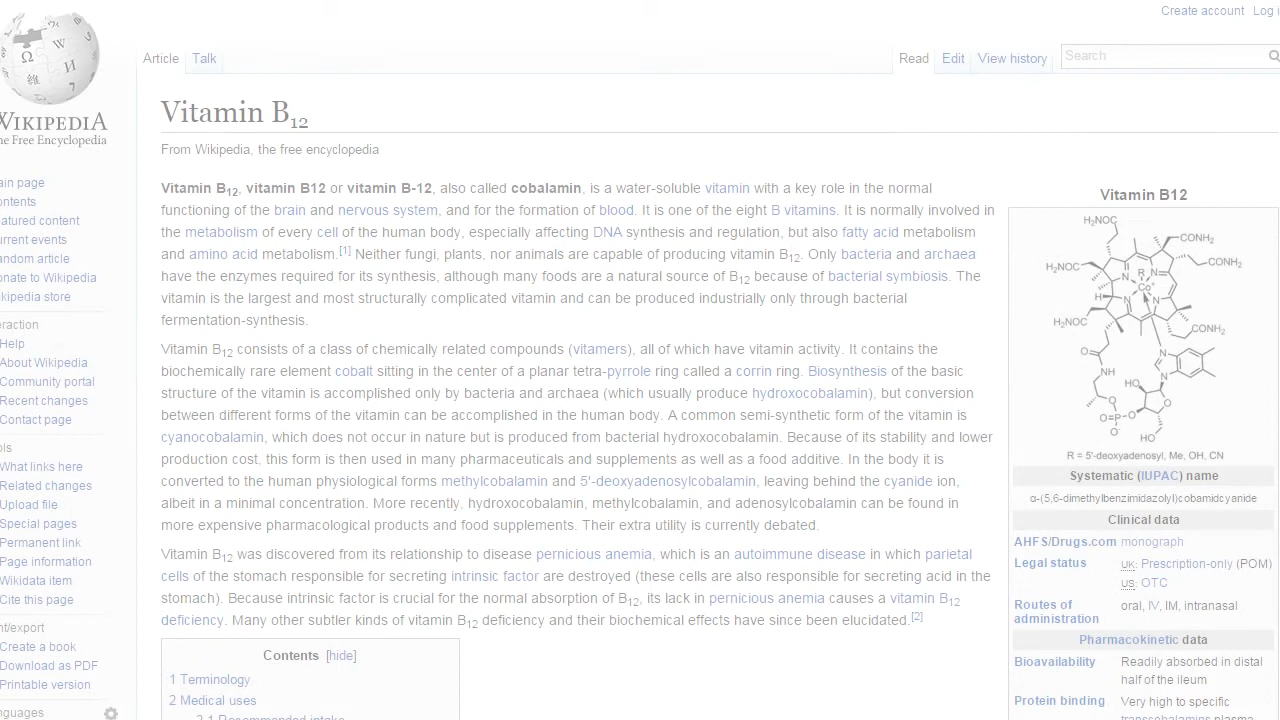 Create account Log i
Article Talk Read Edit View history Search
WIKIPEDIA
he Free Encyclopedia
ain page
ontents
atured content
urrent events
andom article
onate to Wikipedia
kipedia store
eraction
Help
About Wikipedia
Community portal
Recent changes
Contact page
ols
What links here
Related changes
Upload file
Special pages
Permanent link
Page information
Wikidata item
Cite this page
nt/export
Create a book
Download as PDF
Printable version
nguages
Vitamin B12
From Wikipedia, the free encyclopedia
Vitamin B12, vitamin B12 or vitamin B-12, also called cobalamin, is a water-soluble vitamin with a key role in the normal
functioning of the brain and nervous system, and for the formation of blood. It is one of the eight B vitamins. It is normally involved in
the metabolism of every cell of the human body, especially affecting DNA synthesis and regulation, but also fatty acid metabolism
and amino acid metabolism.[1] Neither fungi, plants, nor animals are capable of producing vitamin B12. Only bacteria and archaea
have the enzymes required for its synthesis, although many foods are a natural source of B12 because of bacterial symbiosis. The
vitamin is the largest and most structurally complicated vitamin and can be produced industrially only through bacterial
fermentation-synthesis.
Vitamin B12 consists of a class of chemically related compounds (vitamers), all of which have vitamin activity. It contains the
biochemically rare element cobalt sitting in the center of a planar tetra-pyrrole ring called a corrin ring. Biosynthesis of the basic
structure of the vitamin is accomplished only by bacteria and archaea (which usually produce hydroxocobalamin), but conversion
between different forms of the vitamin can be accomplished in the human body. A common semi-synthetic form of the vitamin is
cyanocobalamin, which does not occur in nature but is produced from bacterial hydroxocobalamin. Because of its stability and lower
production cost, this form is then used in many pharmaceuticals and supplements as well as a food additive. In the body it is
converted to the human physiological forms methylcobalamin and 5'-deoxyadenosylcobalamin, leaving behind the cyanide ion,
albeit in a minimal concentration. More recently, hydroxocobalamin, methylcobalamin, and adenosylcobalamin can be found in
more expensive pharmacological products and food supplements. Their extra utility is currently debated.
Vitamin B12 was discovered from its relationship to disease pernicious anemia, which is an autoimmune disease in which parietal
cells of the stomach responsible for secreting intrinsic factor are destroyed (these cells are also responsible for secreting acid in the
stomach). Because intrinsic factor is crucial for the normal absorption of B12, its lack in pernicious anemia causes a vitamin B12
deficiency. Many other subtler kinds of vitamin B12 deficiency and their biochemical effects have since been elucidated.[2]
Contents [hide]
1 Terminology
2 Medical uses
2.1 Recommended intake
Vitamin B12
H2NOC
CONH2
H2NOC
CONH2
R
N
Co+
N
H
N
N
H2NOC
CONH2
O
NH
N
N
HO
O
O
O
P
O
O-
HO
R = 5'-deoxyadenosyl, Me, OH, CN
Systematic (IUPAC) name
α-(5,6-dimethylbenzimidazolyl)cobamidcyanide
Clinical data
AHFS/Drugs.com monograph
Legal status UK: Prescription-only (POM)
US: OTC
Routes of administration oral, IV, IM, intranasal
Pharmacokinetic data
Bioavailability Readily absorbed in distal
half of the ileum
Protein binding Very high to specific
transcobalamins plasma